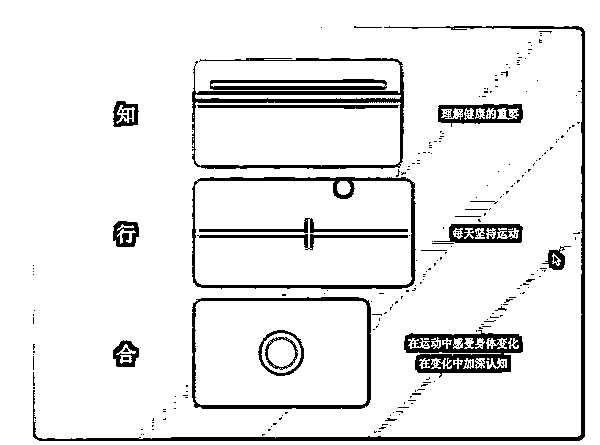 知
理解健康的重要
行
每天坚持运动
合
在运动中感受身体变化
在变化中加深认知